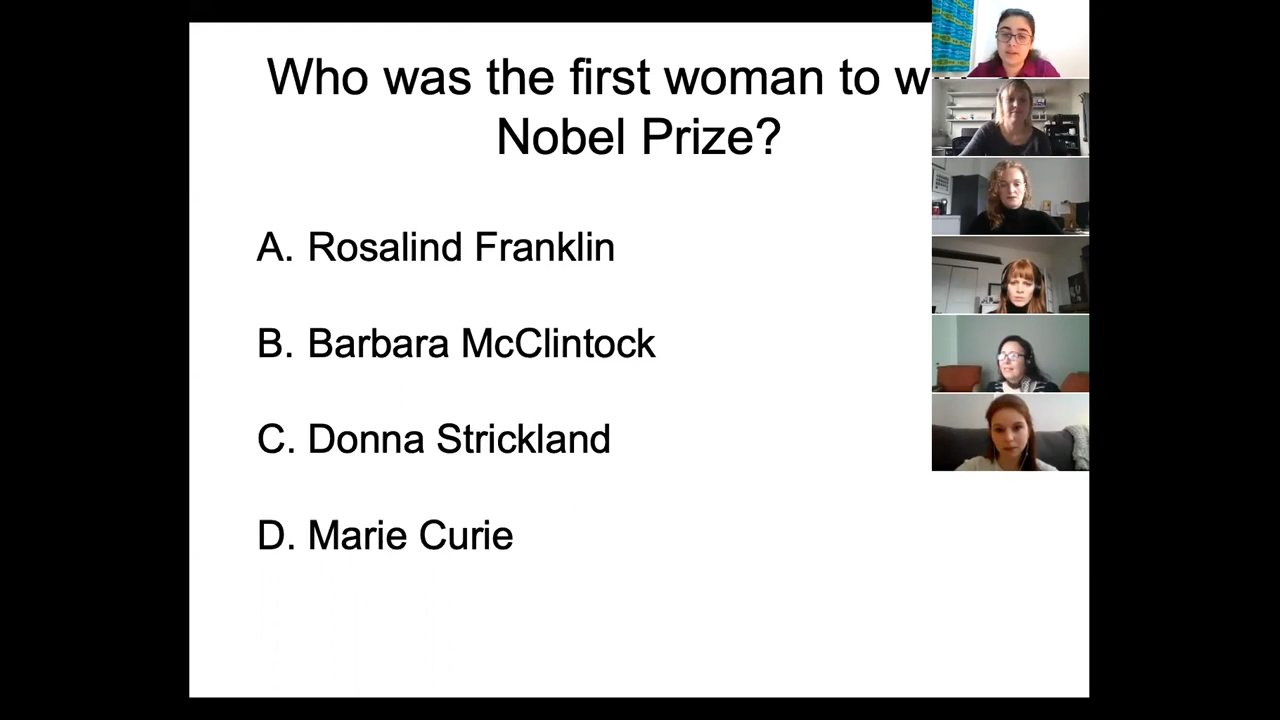 Who was the first woman to w
Nobel Prize?
A. Rosalind Franklin
B. Barbara McClintock
C. Donna Strickland
D. Marie Curie